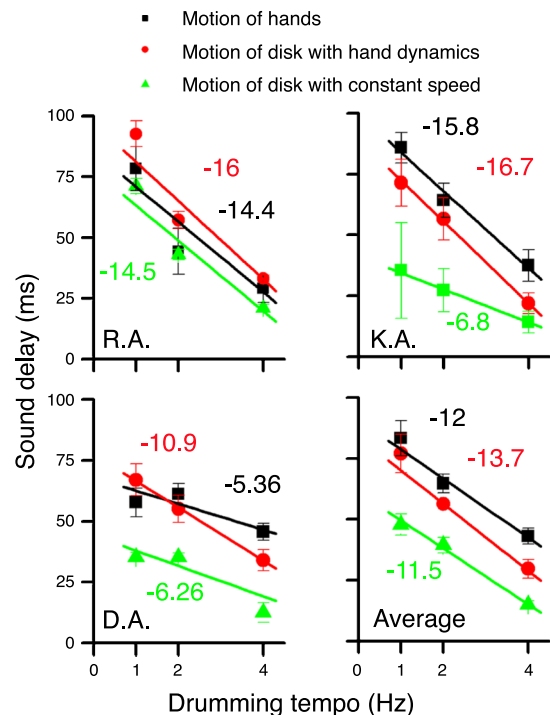 Motion of hands
Motion of disk with hand dynamics
Motion of disk with constant speed
Sound delay (ms)
100
75
50
25
0
-16
-14.4
-14.5
R.A.
-15.8
-16.7
-6.8
K.A.
100
75
50
25
0
-10.9
-5.36
-6.26
D.A.
0 1 2 4
-12
-13.7
-11.5
Average
0 1 2 4
Drumming tempo (Hz)